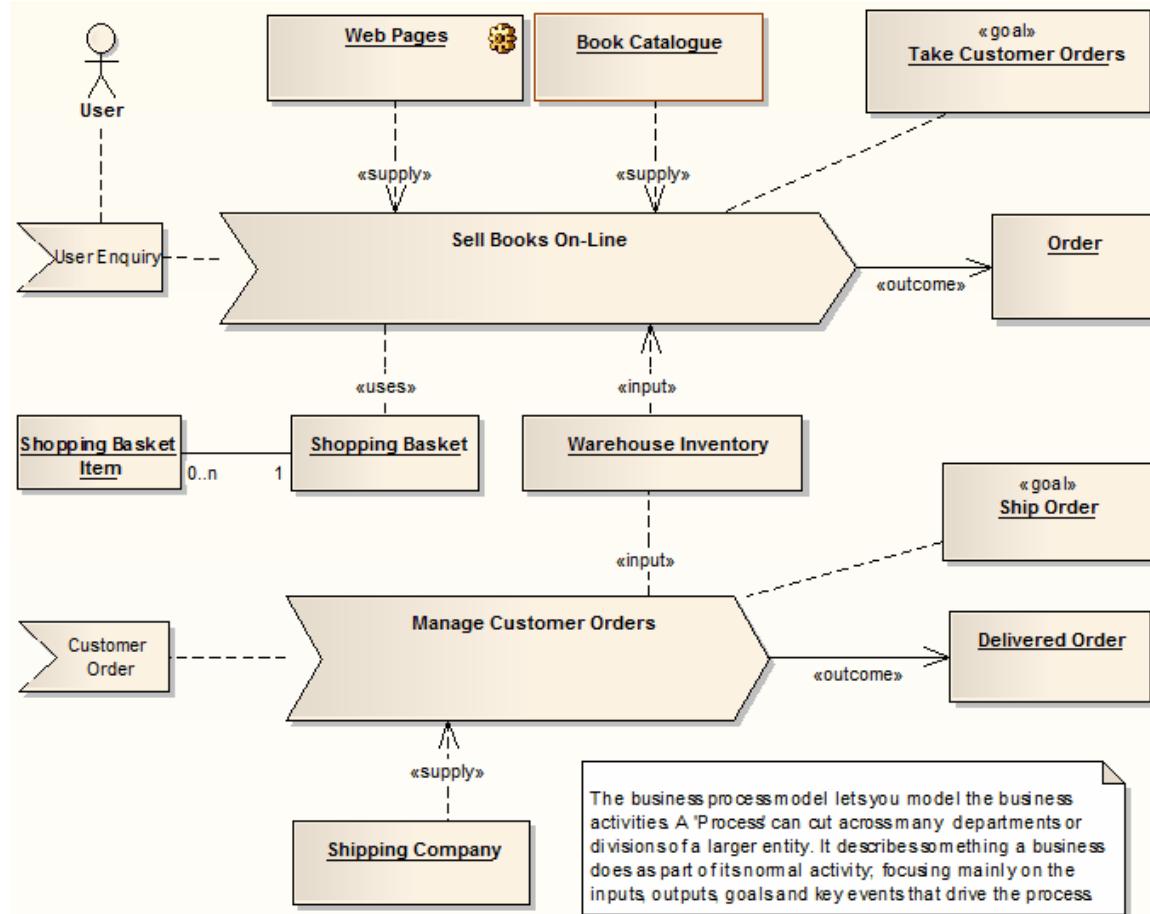 Web Pages
Book Catalogue
«goal»
Take Customer Orders
User
«supply»
«supply»
User Enquiry
Sell Books On-Line
Order
«outcome»
«uses»
«input»
Shopping Basket
Item
0..n
1
Shopping Basket
Warehouse Inventory
«goal»
Ship Order
«input»
Customer
Order
Manage Customer Orders
Delivered Order
«outcome»
«supply»
Shipping Company
The business process model lets you model the business
activities. A 'Process' can cut across many departments or
divisions of a larger entity. It describes something a business
does as part of its normal activity; focusing mainly on the
inputs, outputs, goals and key events that drive the process.